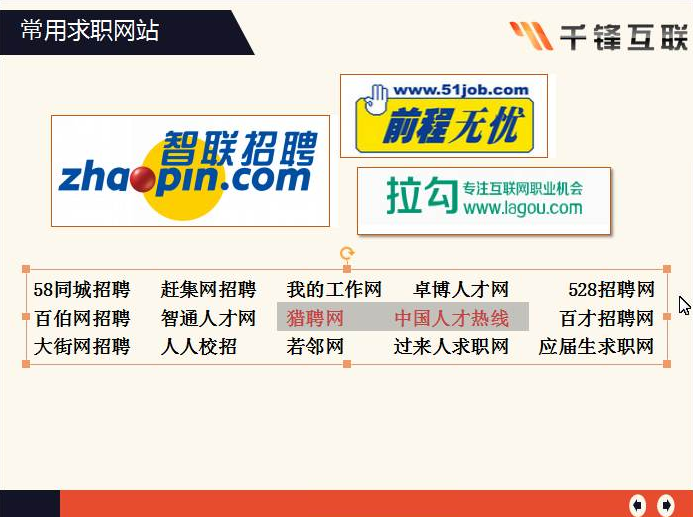 常用求职网站
千锋互联
www.51job.com
前程无忧
智联招聘
zhaopin.com
拉勾 专注互联网职业机会
www.lagou.com
58同城招聘 赶集网招聘 我的工作网 卓博人才网 528招聘网
百伯网招聘 智通人才网 猎聘网 中国人才热线 百才招聘网
大街网招聘 人人校招 若邻网 过来人求职网 应届生求职网